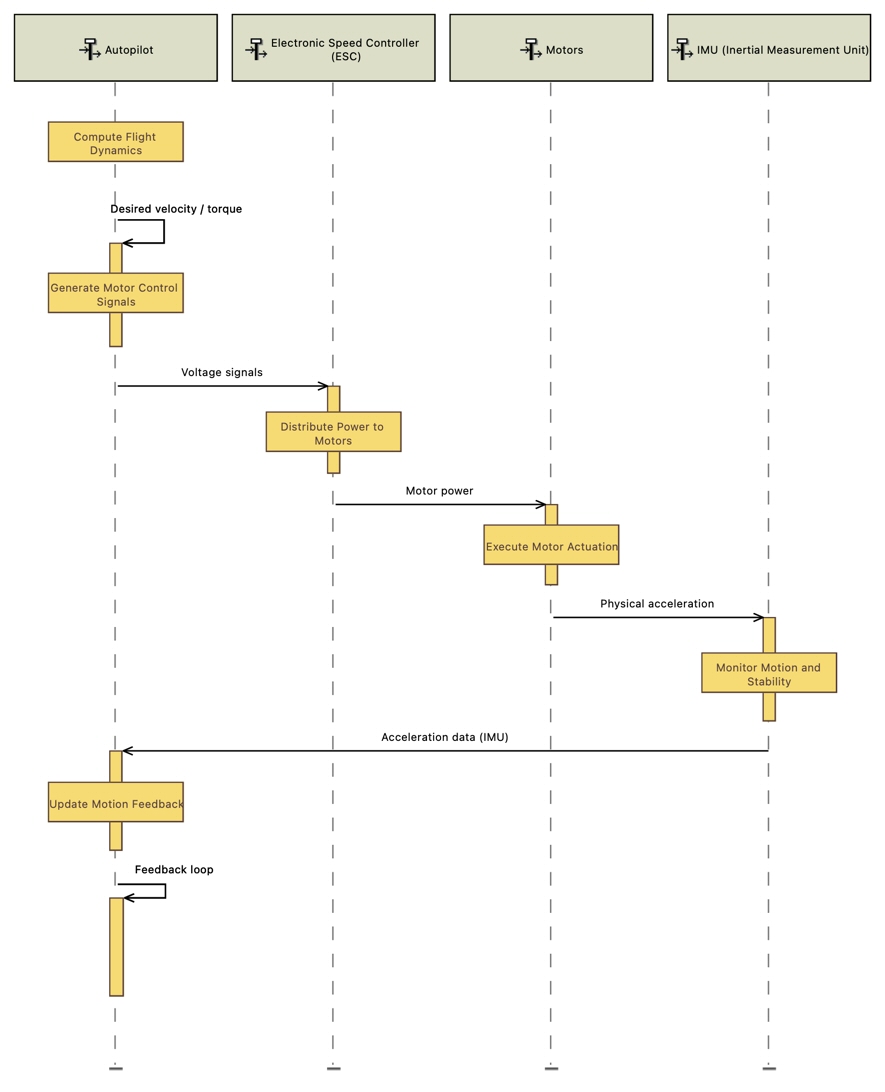 Autopilot
Electronic Speed Controller
(ESC)
Motors
IMU (Inertial Measurement Unit)
Compute Flight
Dynamics
Desired velocity / torque
Generate Motor Control
Signals
Voltage signals
Distribute Power to
Motors
Motor power
Execute Motor Actuation
Physical acceleration
Monitor Motion and
Stability
Acceleration data (IMU)
Update Motion Feedback
Feedback loop